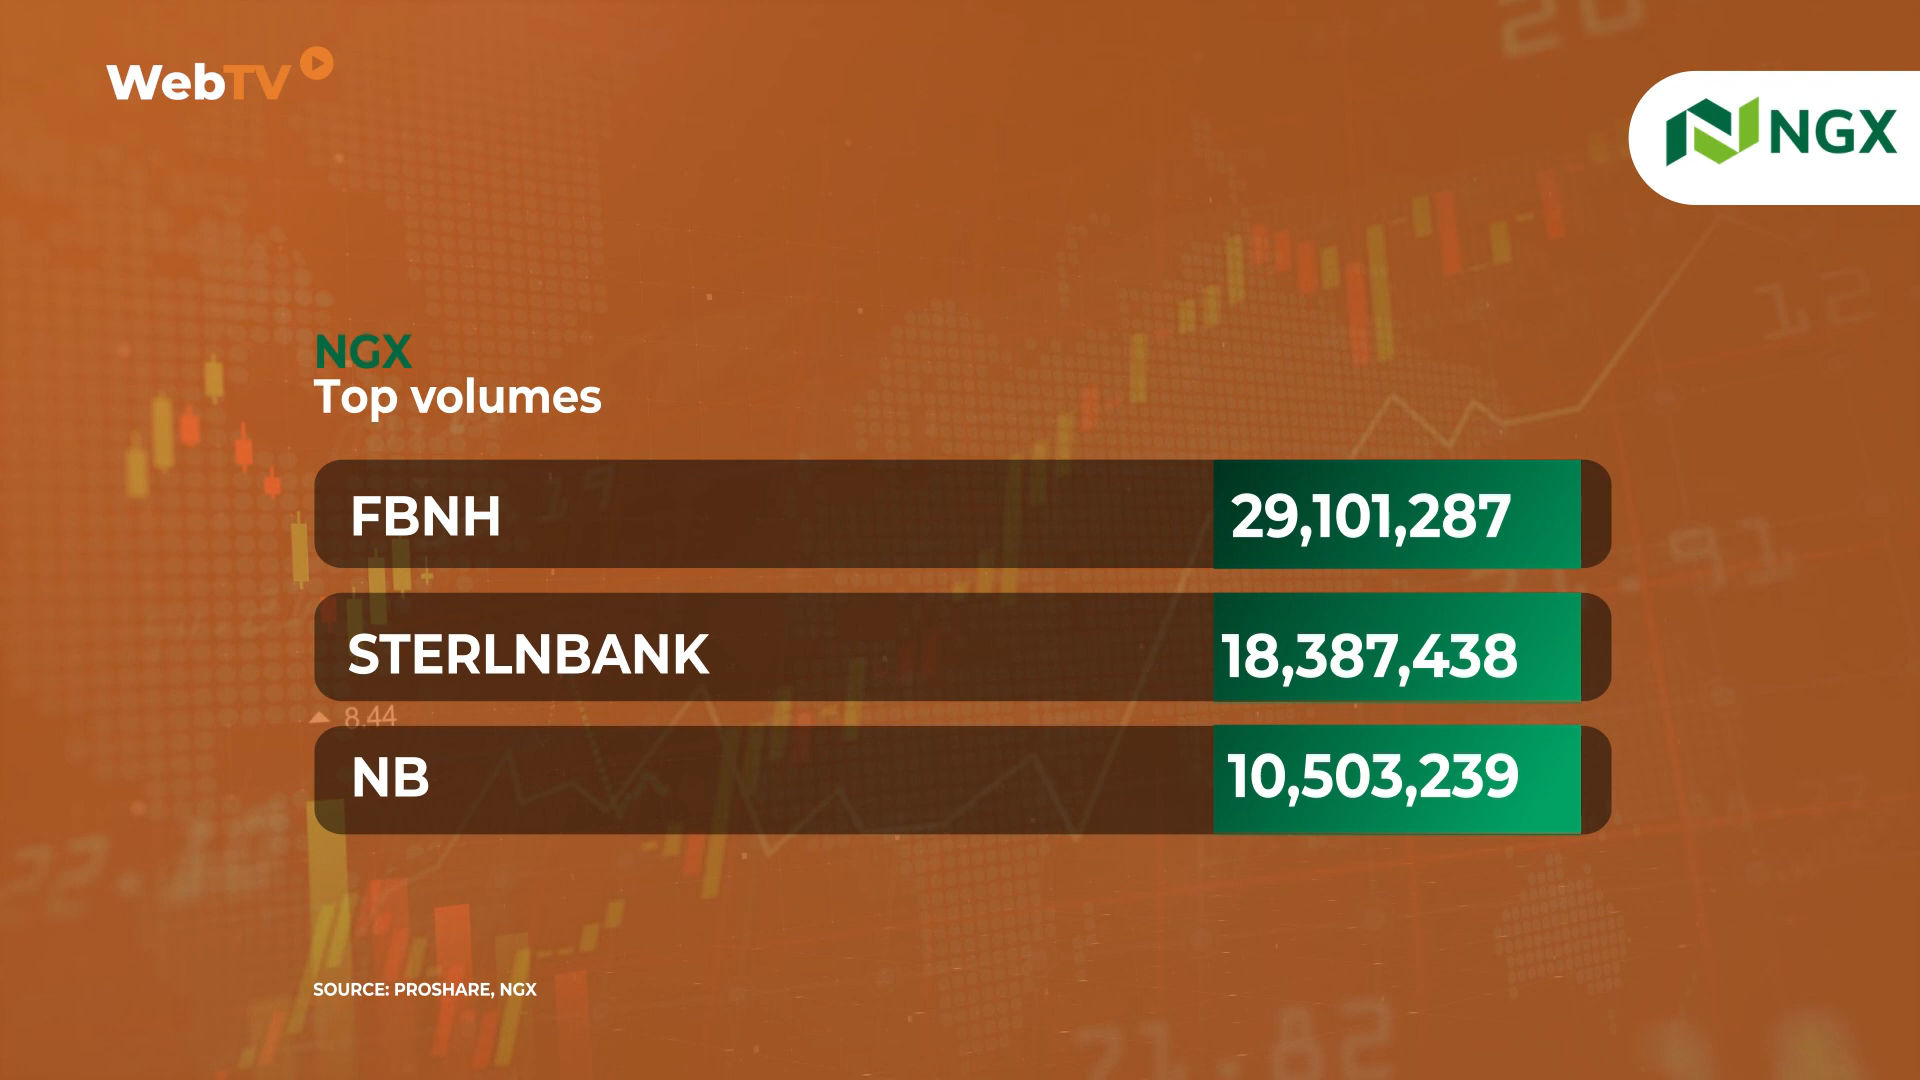 WebTV
NGX
NGX
Top volumes
FBNH 29,101,287
STERLNBANK 18,387,438
8.44
NB 10,503,239
SOURCE: PROSHARE, NGX